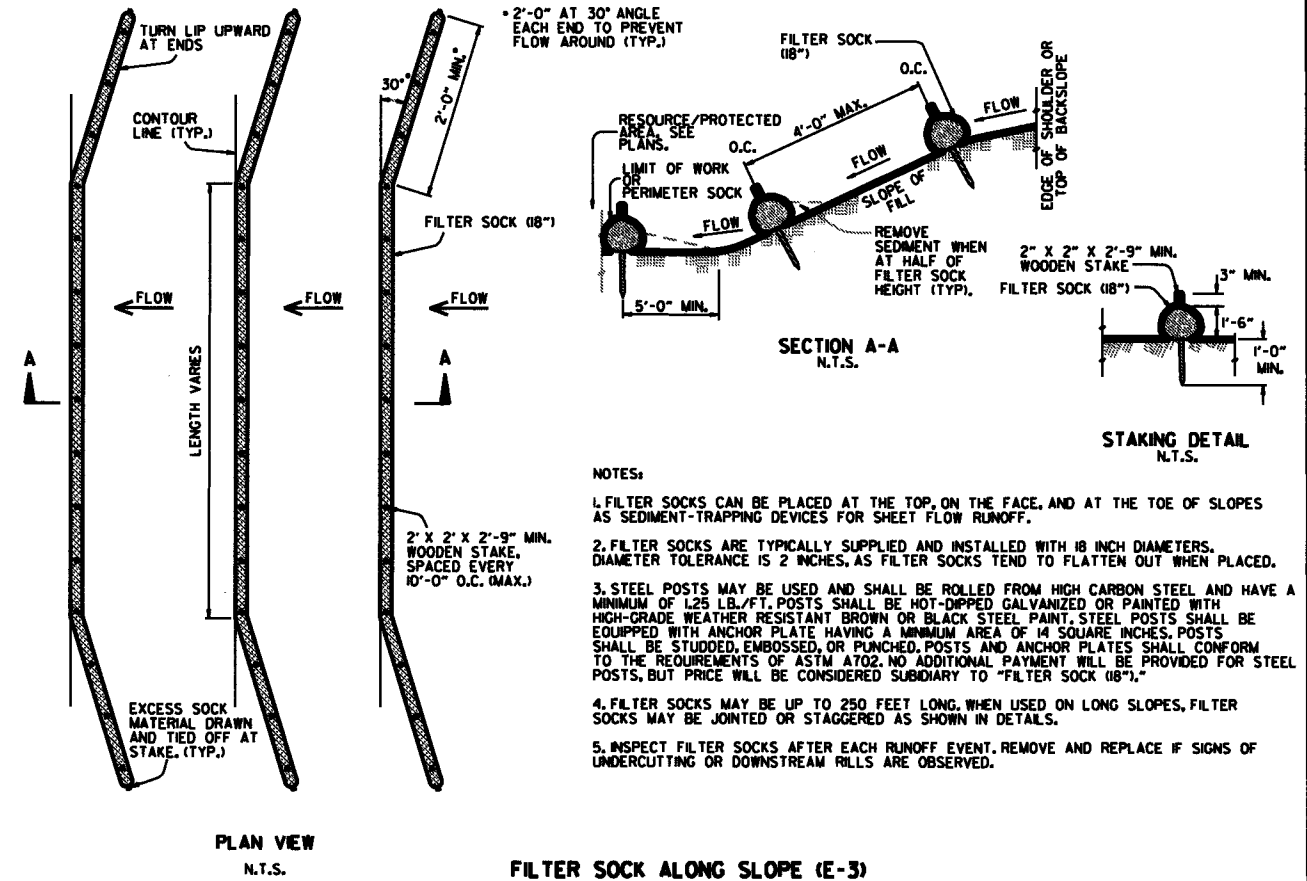 TURN LIP UPWARD
AT ENDS
CONTOUR
LINE (TYP.)
30°
2'-0" MIN.*
* 2'-0" AT 30° ANGLE
EACH END TO PREVENT
FLOW AROUND (TYP.)
FILTER SOCK (18")
FLOW
FLOW
FLOW
A
A
LENGTH VARIES
2' X 2' X 2'-9" MIN.
WOODEN STAKE,
SPACED EVERY
10'-0" O.C. (MAX.)
EXCESS SOCK
MATERIAL DRAWN
AND TIED OFF AT
STAKE. (TYP.)
PLAN VIEW
N.T.S.
FILTER SOCK
(18")
O.C.
4'-0" MAX.
O.C.
FLOW
FLOW
FLOW
SLOPE OF
FILL
EDGE OF SHOULDER OR
TOP OF BACKSLOPE
RESOURCE/PROTECTED
AREA, SEE
PLANS.
LIMIT OF WORK
OR
PERIMETER SOCK
REMOVE
SEDIMENT WHEN
AT HALF OF
FILTER SOCK
HEIGHT (TYP).
5'-0" MIN.
SECTION A-A
N.T.S.
2" X 2" X 2'-9" MIN.
WOODEN STAKE
FILTER SOCK (18")
3" MIN.
1'-6"
1'-0"
MIN.
STAKING DETAIL
N.T.S.
NOTES:
1. FILTER SOCKS CAN BE PLACED AT THE TOP, ON THE FACE, AND AT THE TOE OF SLOPES
AS SEDIMENT-TRAPPING DEVICES FOR SHEET FLOW RUNOFF.
2. FILTER SOCKS ARE TYPICALLY SUPPLIED AND INSTALLED WITH 18 INCH DIAMETERS.
DIAMETER TOLERANCE IS 2 INCHES, AS FILTER SOCKS TEND TO FLATTEN OUT WHEN PLACED.
3. STEEL POSTS MAY BE USED AND SHALL BE ROLLED FROM HIGH CARBON STEEL AND HAVE A
MINIMUM OF 1.25 LB./FT. POSTS SHALL BE HOT-DIPPED GALVANIZED OR PAINTED WITH
HIGH-GRADE WEATHER RESISTANT BROWN OR BLACK STEEL PAINT. STEEL POSTS SHALL BE
EQUIPPED WITH ANCHOR PLATE HAVING A MINIMUM AREA OF 14 SQUARE INCHES. POSTS
SHALL BE STUDDED, EMBOSSED, OR PUNCHED. POSTS AND ANCHOR PLATES SHALL CONFORM
TO THE REQUIREMENTS OF ASTM A702. NO ADDITIONAL PAYMENT WILL BE PROVIDED FOR STEEL
POSTS, BUT PRICE WILL BE CONSIDERED SUBIDIARY TO "FILTER SOCK (18")."
4. FILTER SOCKS MAY BE UP TO 250 FEET LONG. WHEN USED ON LONG SLOPES, FILTER
SOCKS MAY BE JOINTED OR STAGGERED AS SHOWN IN DETAILS.
5. INSPECT FILTER SOCKS AFTER EACH RUNOFF EVENT. REMOVE AND REPLACE IF SIGNS OF
UNDERCUTTING OR DOWNSTREAM RILLS ARE OBSERVED.
FILTER SOCK ALONG SLOPE (E-3)